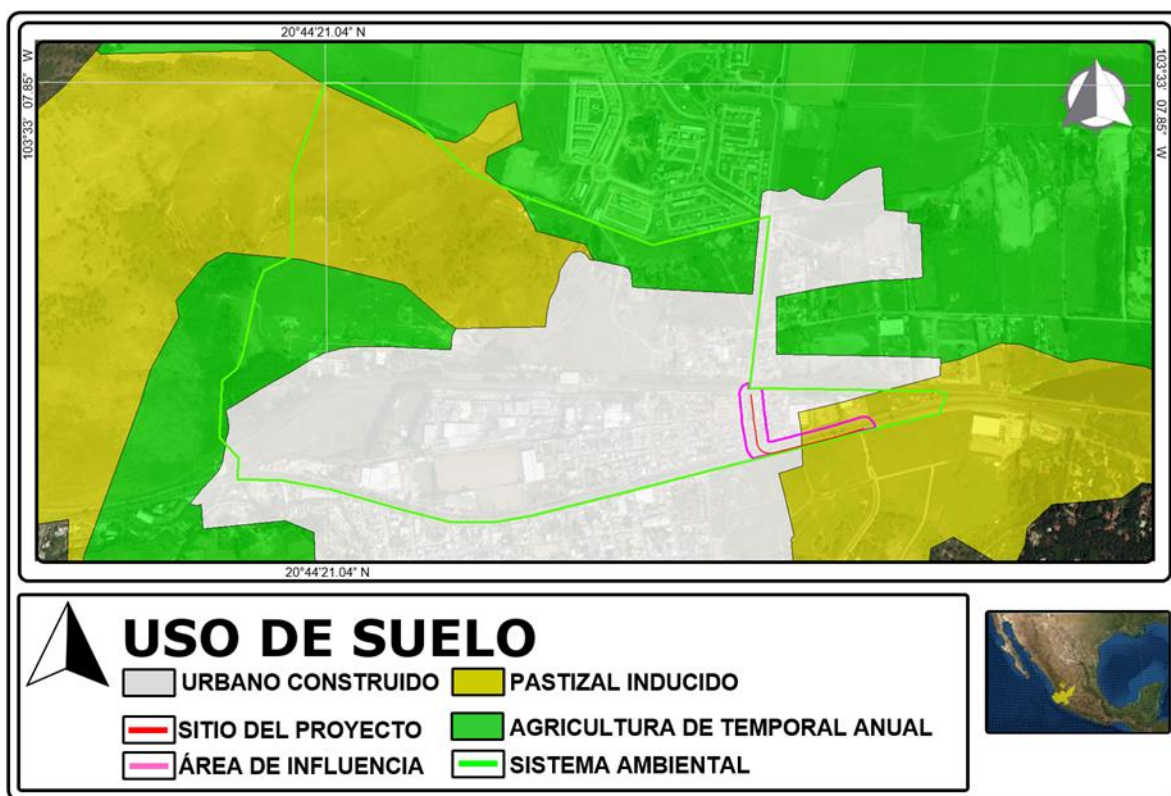 20°44'21.04" N
103°33' 07.85" W
103°33' 07.85" W
20°44'21.04" N
USO DE SUELO
URBANO CONSTRUIDO
PASTIZAL INDUCIDO
SITIO DEL PROYECTO
AGRICULTURA DE TEMPORAL ANUAL
ÁREA DE INFLUENCIA
SISTEMA AMBIENTAL